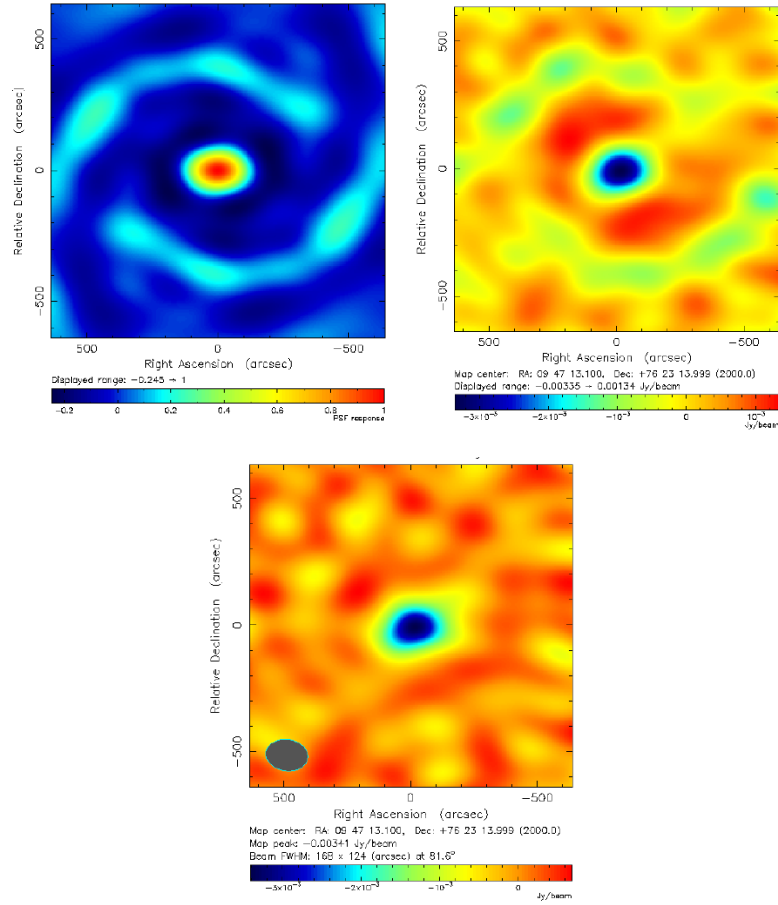 500
0
−500
Relative Declination (arcsec)
500 0 −500
Right Ascension (arcsec)
Displayed range: −0.245 → 1
−0.2 0 0.2 0.4 0.6 0.8 1
PSF response
500
0
−500
Relative Declination (arcsec)
500 0 −500
Right Ascension (arcsec)
Map center: RA: 09 47 13.100, Dec: +76 23 13.999 (2000.0)
Displayed range: −0.00335 → 0.00134 Jy/beam
−3×10⁻³ −2×10⁻³ −10⁻³ 0 10⁻³
Jy/beam
500
0
−500
Relative Declination (arcsec)
500 0 −500
Right Ascension (arcsec)
Map center: RA: 09 47 13.100, Dec: +76 23 13.999 (2000.0)
Map peak: −0.00341 Jy/beam
Beam FWHM: 168 x 124 (arcsec) at 81.6°
−3×10⁻³ −2×10⁻³ −10⁻³ 0
Jy/beam